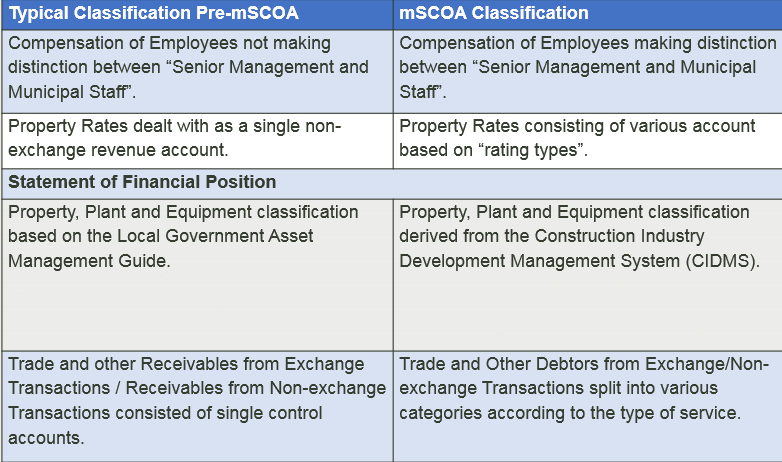 Typical Classification Pre-mSCOA
mSCOA Classification
Compensation of Employees not making
distinction between “Senior Management and
Municipal Staff”.
Compensation of Employees making distinction
between “Senior Management and Municipal
Staff”.
Property Rates dealt with as a single non-
exchange revenue account.
Property Rates consisting of various account
based on “rating types”.
Statement of Financial Position
Property, Plant and Equipment classification
based on the Local Government Asset
Management Guide.
Property, Plant and Equipment classification
derived from the Construction Industry
Development Management System (CIDMS).
Trade and other Receivables from Exchange
Transactions / Receivables from Non-exchange
Transactions consisted of single control
accounts.
Trade and Other Debtors from Exchange/Non-
exchange Transactions split into various
categories according to the type of service.